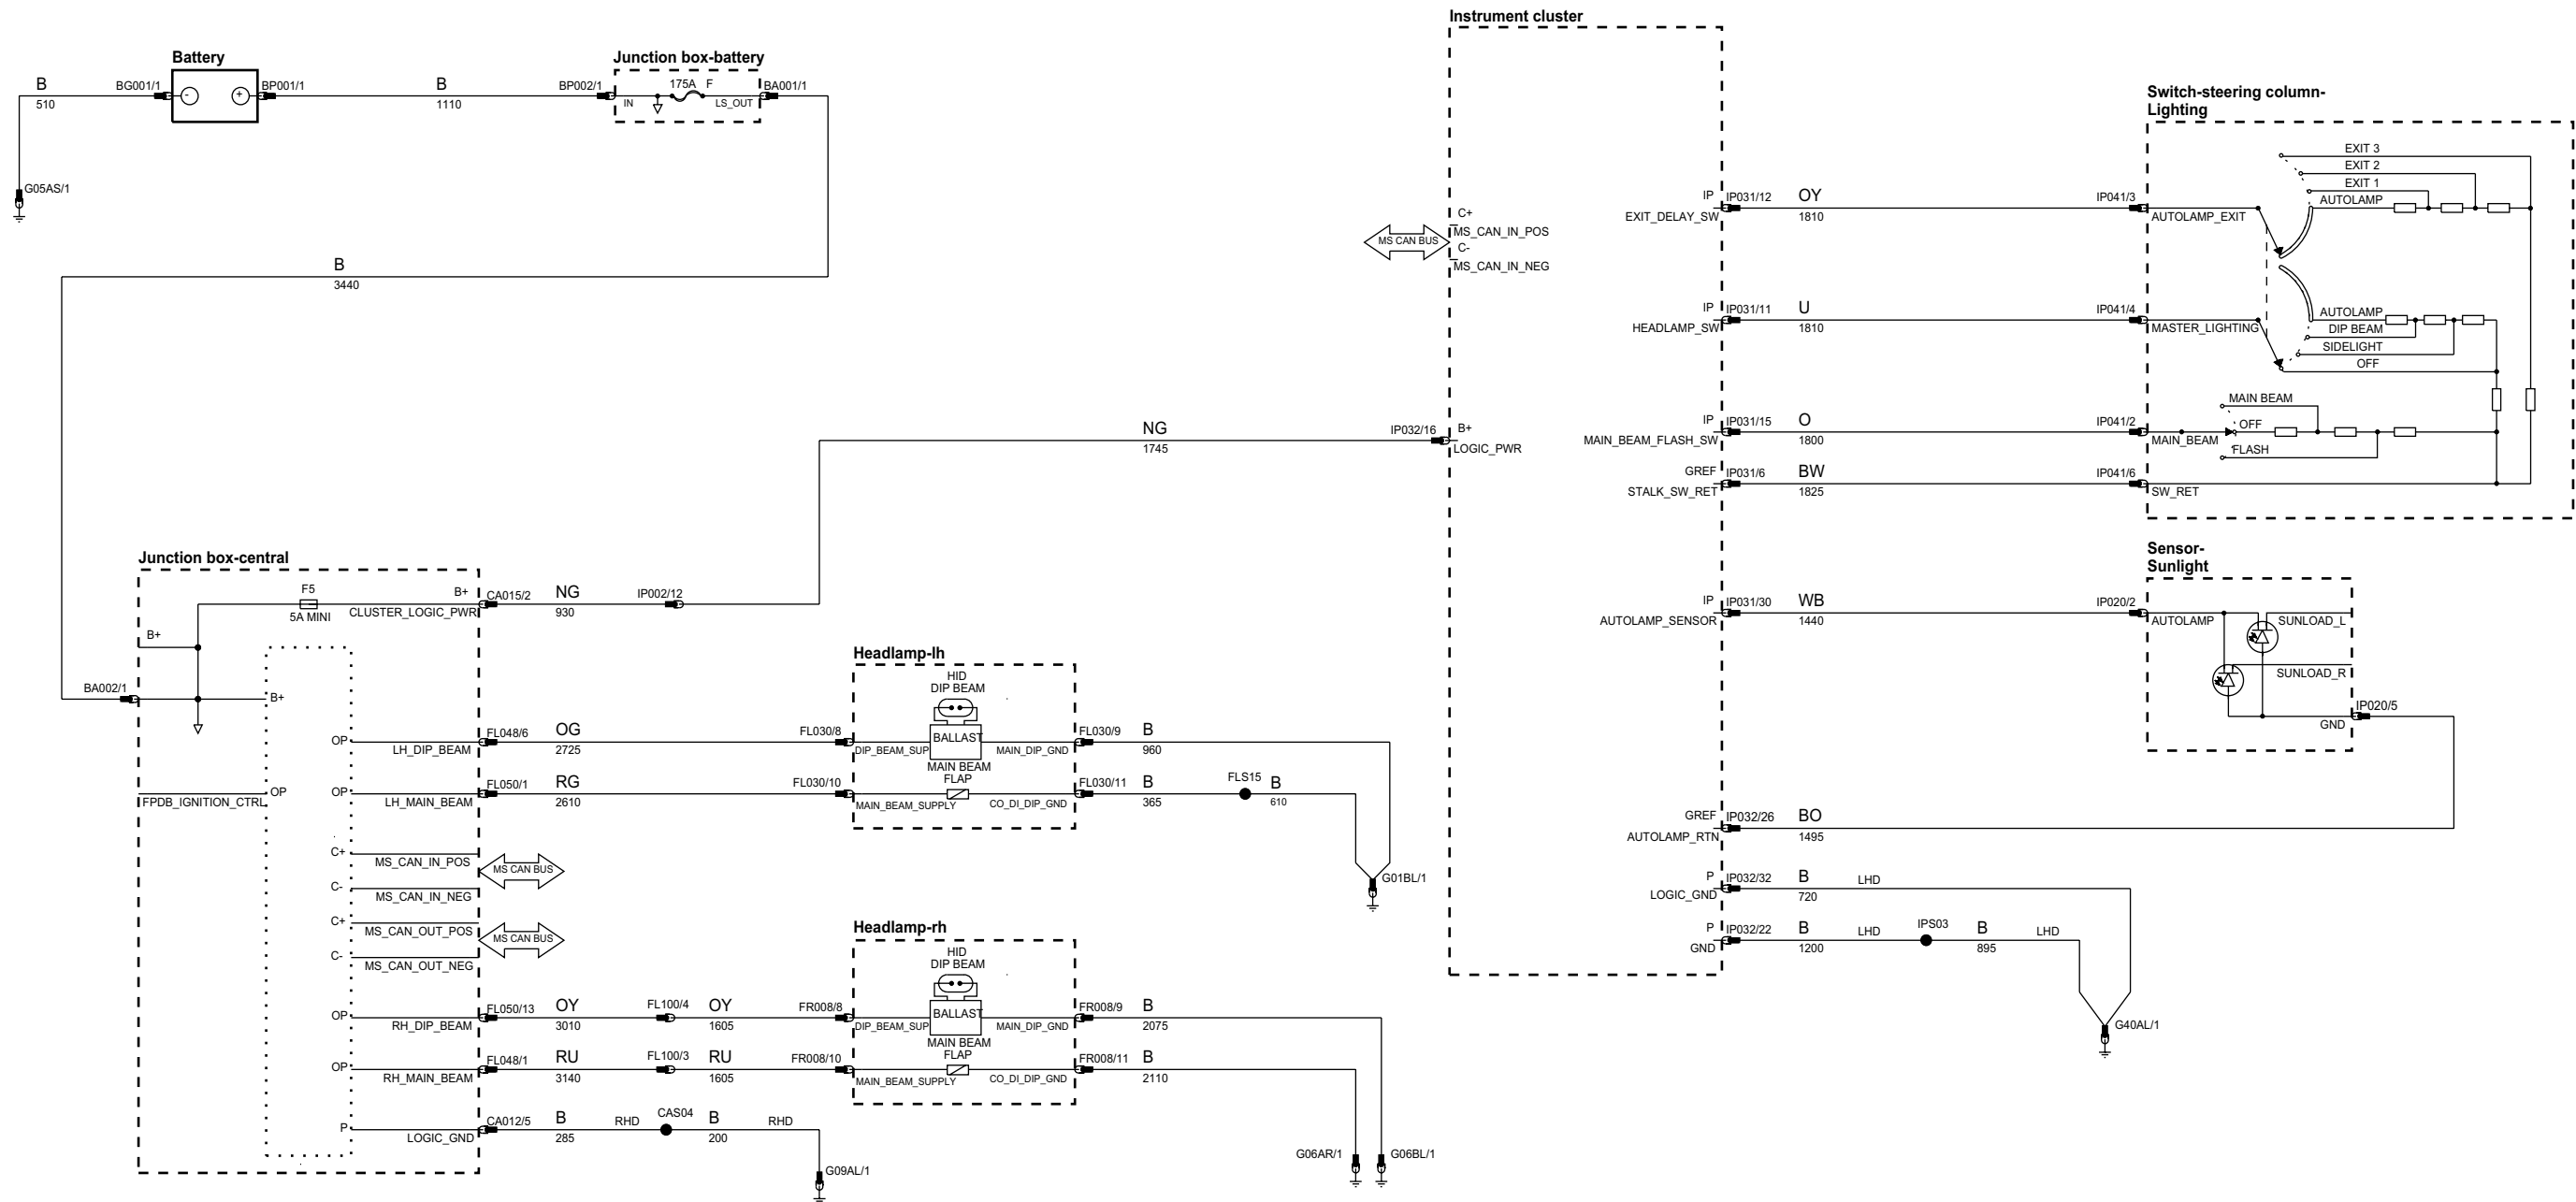 Instrument cluster
Battery
Junction box-battery
B
510
BG001/1
-
+
BP001/1
B
1110
BP002/1
IN
175A F
LS_OUT
BA001/1
G05AS/1
B
3440
Switch-steering column-
Lighting
EXIT 3
EXIT 2
EXIT 1
AUTOLAMP
IP
EXIT_DELAY_SW
IP031/12
OY
1810
IP041/3
AUTOLAMP_EXIT
C+
MS_CAN_IN_POS
C-
MS_CAN_IN_NEG
MS CAN BUS
IP
HEADLAMP_SW
IP031/11
U
1810
IP041/4
MASTER_LIGHTING
AUTOLAMP
DIP BEAM
SIDELIGHT
OFF
MAIN BEAM
OFF
FLASH
IP
MAIN_BEAM_FLASH_SW
IP031/15
O
1800
IP041/2
MAIN_BEAM
GREF
STALK_SW_RET
IP031/6
BW
1825
IP041/6
SW_RET
NG
1745
IP032/16
B+
LOGIC_PWR
Junction box-central
F5
5A MINI
B+
CLUSTER_LOGIC_PWR
CA015/2
NG
930
IP002/12
B+
BA002/1
B+
Sensor-
Sunlight
IP
AUTOLAMP_SENSOR
IP031/30
WB
1440
IP020/2
AUTOLAMP
SUNLOAD_L
SUNLOAD_R
GND
IP020/5
Headlamp-lh
HID
DIP BEAM
BALLAST
OP
LH_DIP_BEAM
FL048/6
OG
2725
FL030/8
DIP_BEAM_SUP
MAIN_DIP_GND
FL030/9
B
960
MAIN BEAM
FLAP
FPDB_IGNITION_CTRL
OP
OP
LH_MAIN_BEAM
FL050/1
RG
2610
FL030/10
MAIN_BEAM_SUPPLY
CO_DI_DIP_GND
FL030/11
B
365
FLS15
B
610
G01BL/1
C+
MS_CAN_IN_POS
C-
MS_CAN_IN_NEG
MS CAN BUS
C+
MS_CAN_OUT_POS
C-
MS_CAN_OUT_NEG
MS CAN BUS
GREF
AUTOLAMP_RTN
IP032/26
BO
1495
P
LOGIC_GND
IP032/32
B
720
LHD
P
GND
IP032/22
B
1200
LHD
IPS03
B
895
LHD
G40AL/1
Headlamp-rh
HID
DIP BEAM
BALLAST
OP
RH_DIP_BEAM
FL050/13
OY
3010
FL100/4
OY
1605
FR008/8
DIP_BEAM_SUP
MAIN_DIP_GND
FR008/9
B
2075
MAIN BEAM
FLAP
OP
RH_MAIN_BEAM
FL048/1
RU
3140
FL100/3
RU
1605
FR008/10
MAIN_BEAM_SUPPLY
CO_DI_DIP_GND
FR008/11
B
2110
P
LOGIC_GND
CA012/5
B
285
RHD
CAS04
B
200
RHD
G09AL/1
G06AR/1
G06BL/1